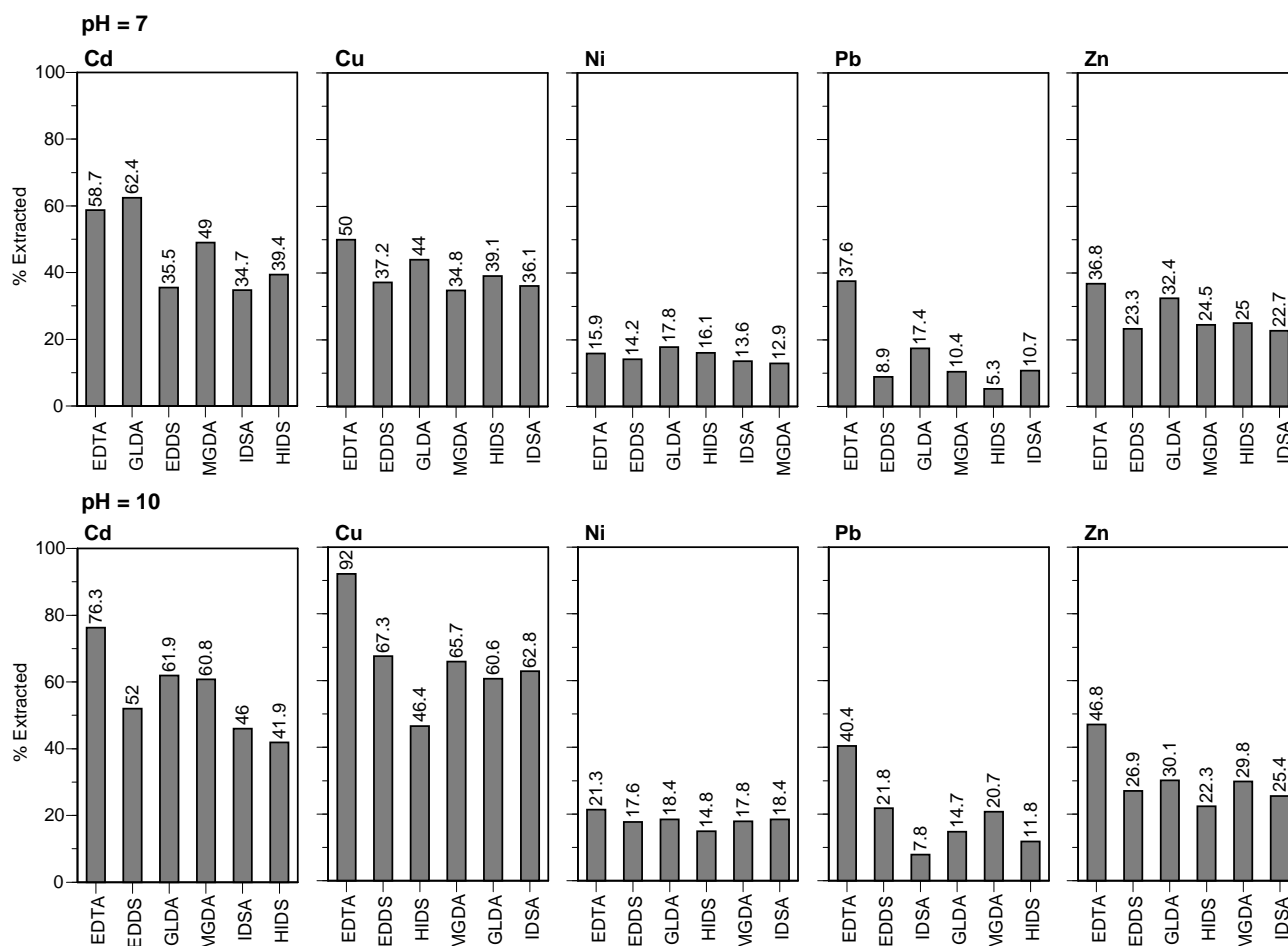 pH = 7
Cd Cu Ni Pb Zn
100
80
60
40
20
0
% Extracted
58.7 62.4 35.5 49 34.7 39.4
50 37.2 44 34.8 39.1 36.1
15.9 14.2 17.8 16.1 13.6 12.9
37.6 8.9 17.4 10.4 5.3 10.7
36.8 23.3 32.4 24.5 25 22.7
EDTA GLDA EDDS MGDA IDSA HIDS
EDTA EDDS GLDA MGDA HIDS IDSA
EDTA EDDS GLDA HIDS IDSA MGDA
EDTA EDDS GLDA MGDA HIDS IDSA
EDTA EDDS GLDA MGDA HIDS IDSA
pH = 10
Cd Cu Ni Pb Zn
100
80
60
40
20
0
% Extracted
76.3 52 61.9 60.8 46 41.9
92 67.3 46.4 65.7 60.6 62.8
21.3 17.6 18.4 14.8 17.8 18.4
40.4 21.8 7.8 14.7 20.7 11.8
46.8 26.9 30.1 22.3 29.8 25.4
EDTA EDDS GLDA MGDA IDSA HIDS
EDTA EDDS HIDS MGDA GLDA IDSA
EDTA EDDS GLDA HIDS MGDA IDSA
EDTA EDDS IDSA GLDA MGDA HIDS
EDTA EDDS GLDA HIDS MGDA IDSA